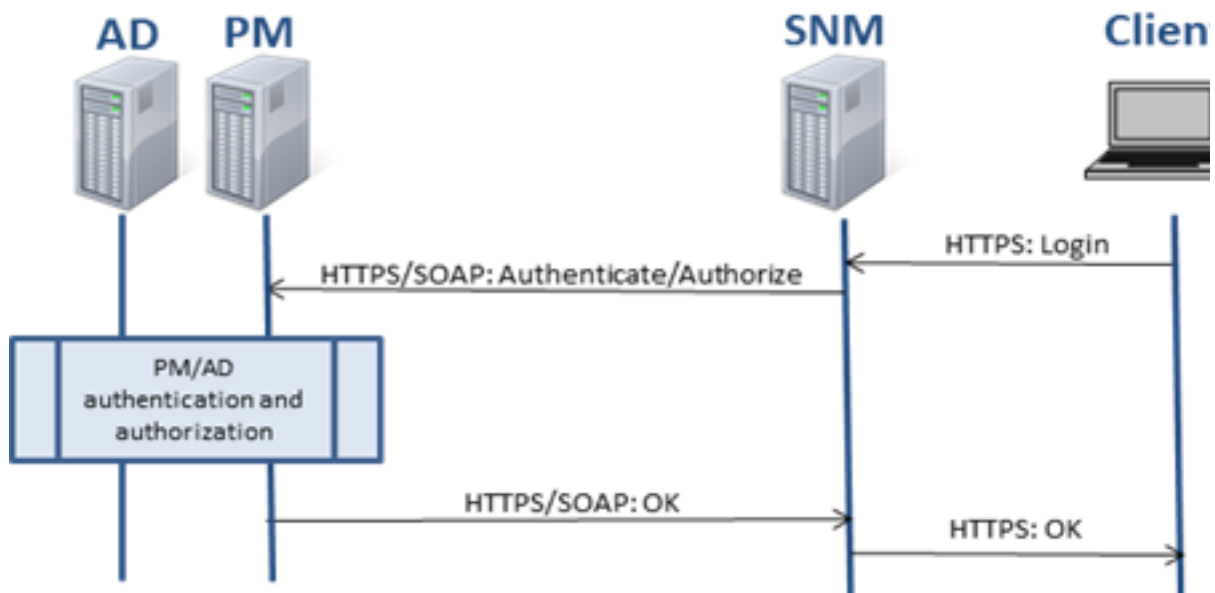 AD PM SNM Client
HTTPS: Login
HTTPS/SOAP: Authenticate/Authorize
PM/AD
authentication and
authorization
HTTPS/SOAP: OK
HTTPS: OK